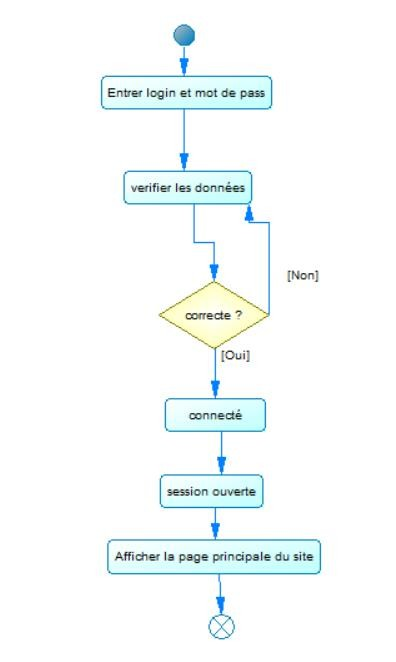 Entrer login et mot de pass
verifier les données
[Non]
correcte ?
[Oui]
connecté
session ouverte
Afficher la page principale du site